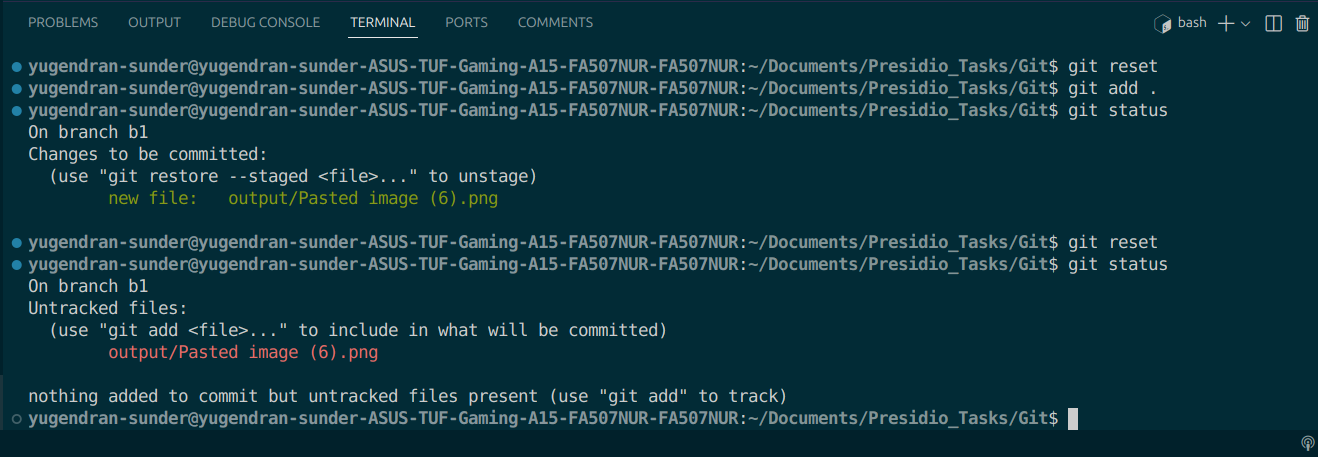 PROBLEMS OUTPUT DEBUG CONSOLE TERMINAL PORTS COMMENTS bash
yugendran-sunder@yugendran-sunder-ASUS-TUF-Gaming-A15-FA507NUR-FA507NUR:~/Documents/Presidio_Tasks/Git$ git reset
yugendran-sunder@yugendran-sunder-ASUS-TUF-Gaming-A15-FA507NUR-FA507NUR:~/Documents/Presidio_Tasks/Git$ git add .
yugendran-sunder@yugendran-sunder-ASUS-TUF-Gaming-A15-FA507NUR-FA507NUR:~/Documents/Presidio_Tasks/Git$ git status
On branch b1
Changes to be committed:
  (use "git restore --staged <file>..." to unstage)
        new file:   output/Pasted image (6).png

yugendran-sunder@yugendran-sunder-ASUS-TUF-Gaming-A15-FA507NUR-FA507NUR:~/Documents/Presidio_Tasks/Git$ git reset
yugendran-sunder@yugendran-sunder-ASUS-TUF-Gaming-A15-FA507NUR-FA507NUR:~/Documents/Presidio_Tasks/Git$ git status
On branch b1
Untracked files:
  (use "git add <file>..." to include in what will be committed)
        output/Pasted image (6).png

nothing added to commit but untracked files present (use "git add" to track)
yugendran-sunder@yugendran-sunder-ASUS-TUF-Gaming-A15-FA507NUR-FA507NUR:~/Documents/Presidio_Tasks/Git$